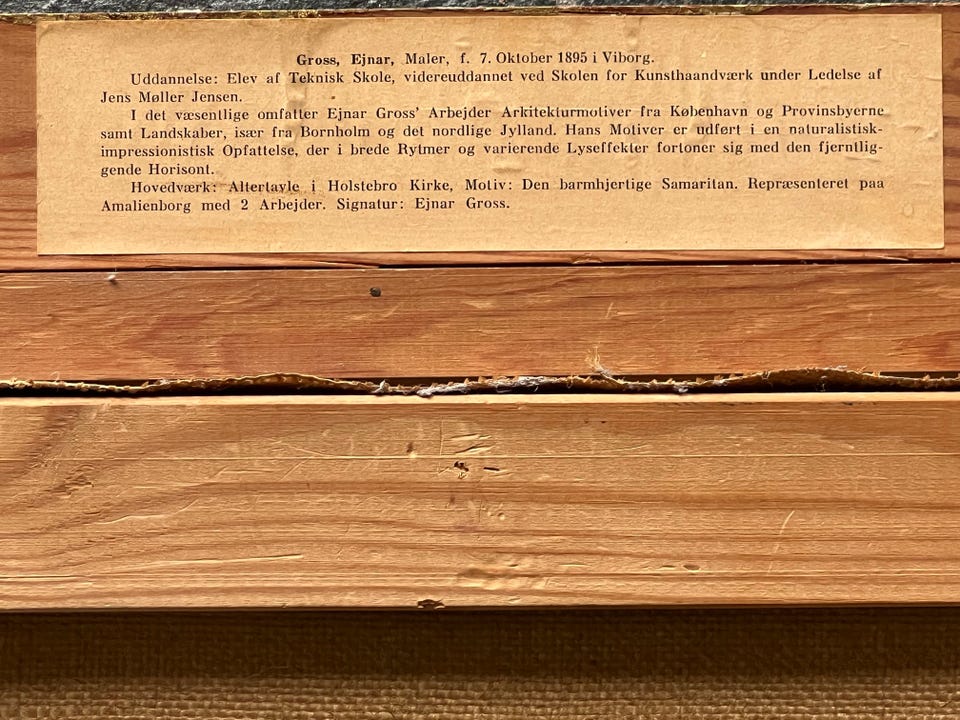 Gross, Ejnar, Maler, f. 7. Oktober 1895 i Viborg.
Uddannelse: Elev af Teknisk Skole, videreuddannet ved Skolen for Kunsthaandværk under Ledelse af
Jens Møller Jensen.
I det væsentlige omfatter Ejnar Gross' Arbejder Arkitekturmotiver fra København og Provinsbyerne
samt Landskaber, især fra Bornholm og det nordlige Jylland. Hans Motiver er udført i en naturalistisk-
impressionistisk Opfattelse, der i brede Rytmer og varierende Lyseffekter fortoner sig med den fjerntlig-
gende Horisont.
Hovedværk: Altertavle i Holstebro Kirke, Motiv: Den barmhjertige Samaritan. Repræsenteret paa
Amalienborg med 2 Arbejder. Signatur: Ejnar Gross.